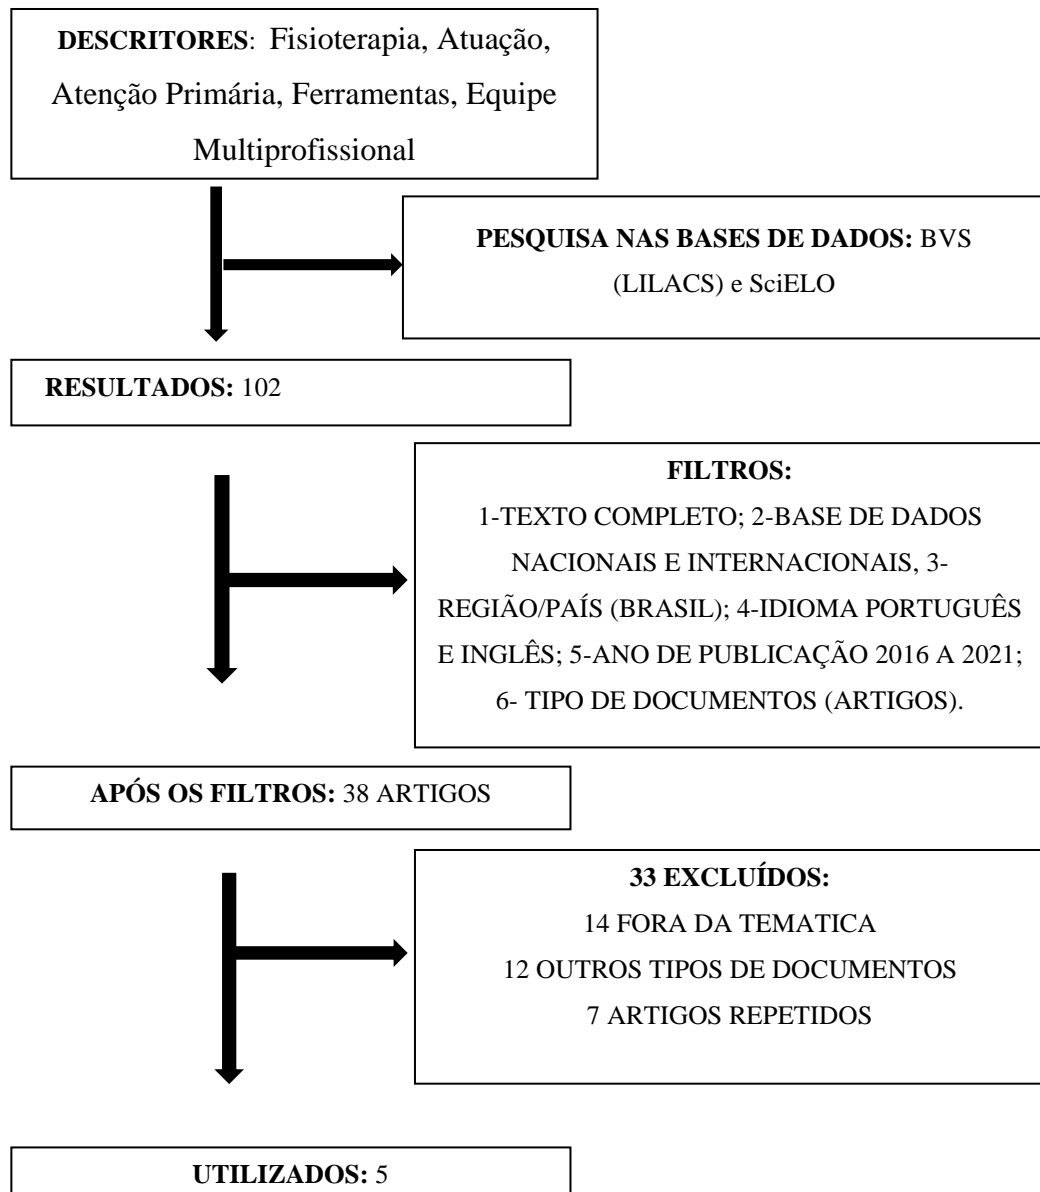 DESCRITORES: Fisioterapia, Atuação,
Atenção Primária, Ferramentas, Equipe
Multiprofissional
PESQUISA NAS BASES DE DADOS: BVS
(LILACS) e SciELO
RESULTADOS: 102
FILTROS:
1-TEXTO COMPLETO; 2-BASE DE DADOS
NACIONAIS E INTERNACIONAIS, 3-
REGIÃO/PAÍS (BRASIL); 4-IDIOMA PORTUGUÊS
E INGLÊS; 5-ANO DE PUBLICAÇÃO 2016 A 2021;
6- TIPO DE DOCUMENTOS (ARTIGOS).
APÓS OS FILTROS: 38 ARTIGOS
33 EXCLUÍDOS:
14 FORA DA TEMATICA
12 OUTROS TIPOS DE DOCUMENTOS
7 ARTIGOS REPETIDOS
UTILIZADOS: 5